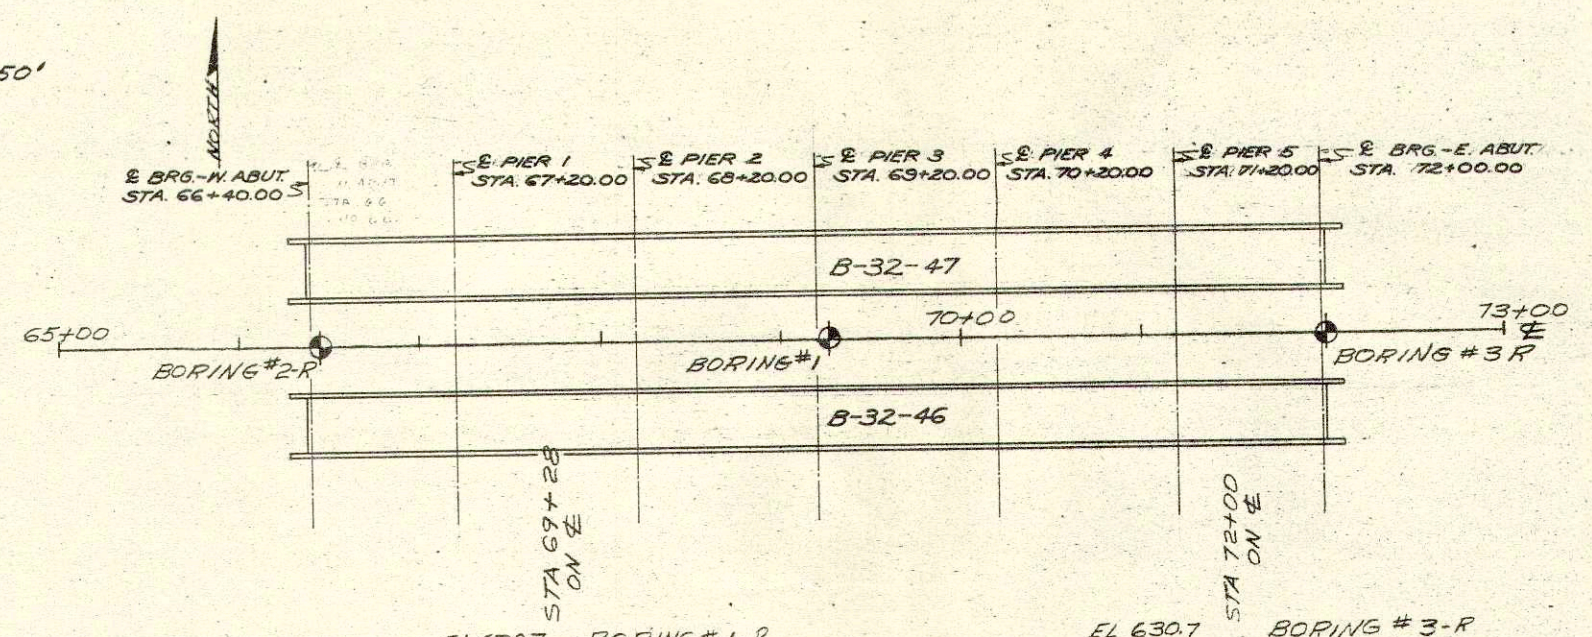 50'
NORTH
℄ BRG.-W. ABUT.
STA. 66+40.00
℄ PIER 1
STA. 67+20.00
℄ PIER 2
STA. 68+20.00
℄ PIER 3
STA. 69+20.00
℄ PIER 4
STA. 70+20.00
℄ PIER 5
STA. 71+20.00
℄ BRG.-E. ABUT.
STA. 72+00.00
B-32-47
65+00
70+00
73+00
℄
BORING #2-R
BORING #1
BORING #3 R
B-32-46
STA 69+28
ON ℄
STA 72+00
ON ℄
BORING #1-R
EL 630.7
BORING #3-R